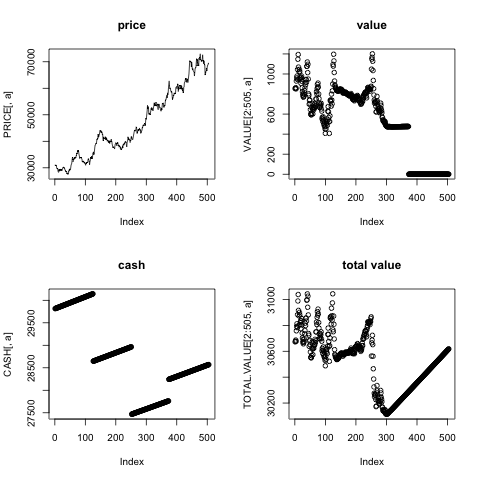 price
value
PRICE[, a]
30000
50000
70000
0 100 200 300 400 500
Index
VALUE[2:505, a]
0
200
600
1000
0 100 200 300 400 500
Index
cash
total value
CASH[, a]
27500
28500
29500
0 100 200 300 400 500
Index
TOTAL.VALUE[2:505, a]
30200
30600
31000
0 100 200 300 400 500
Index